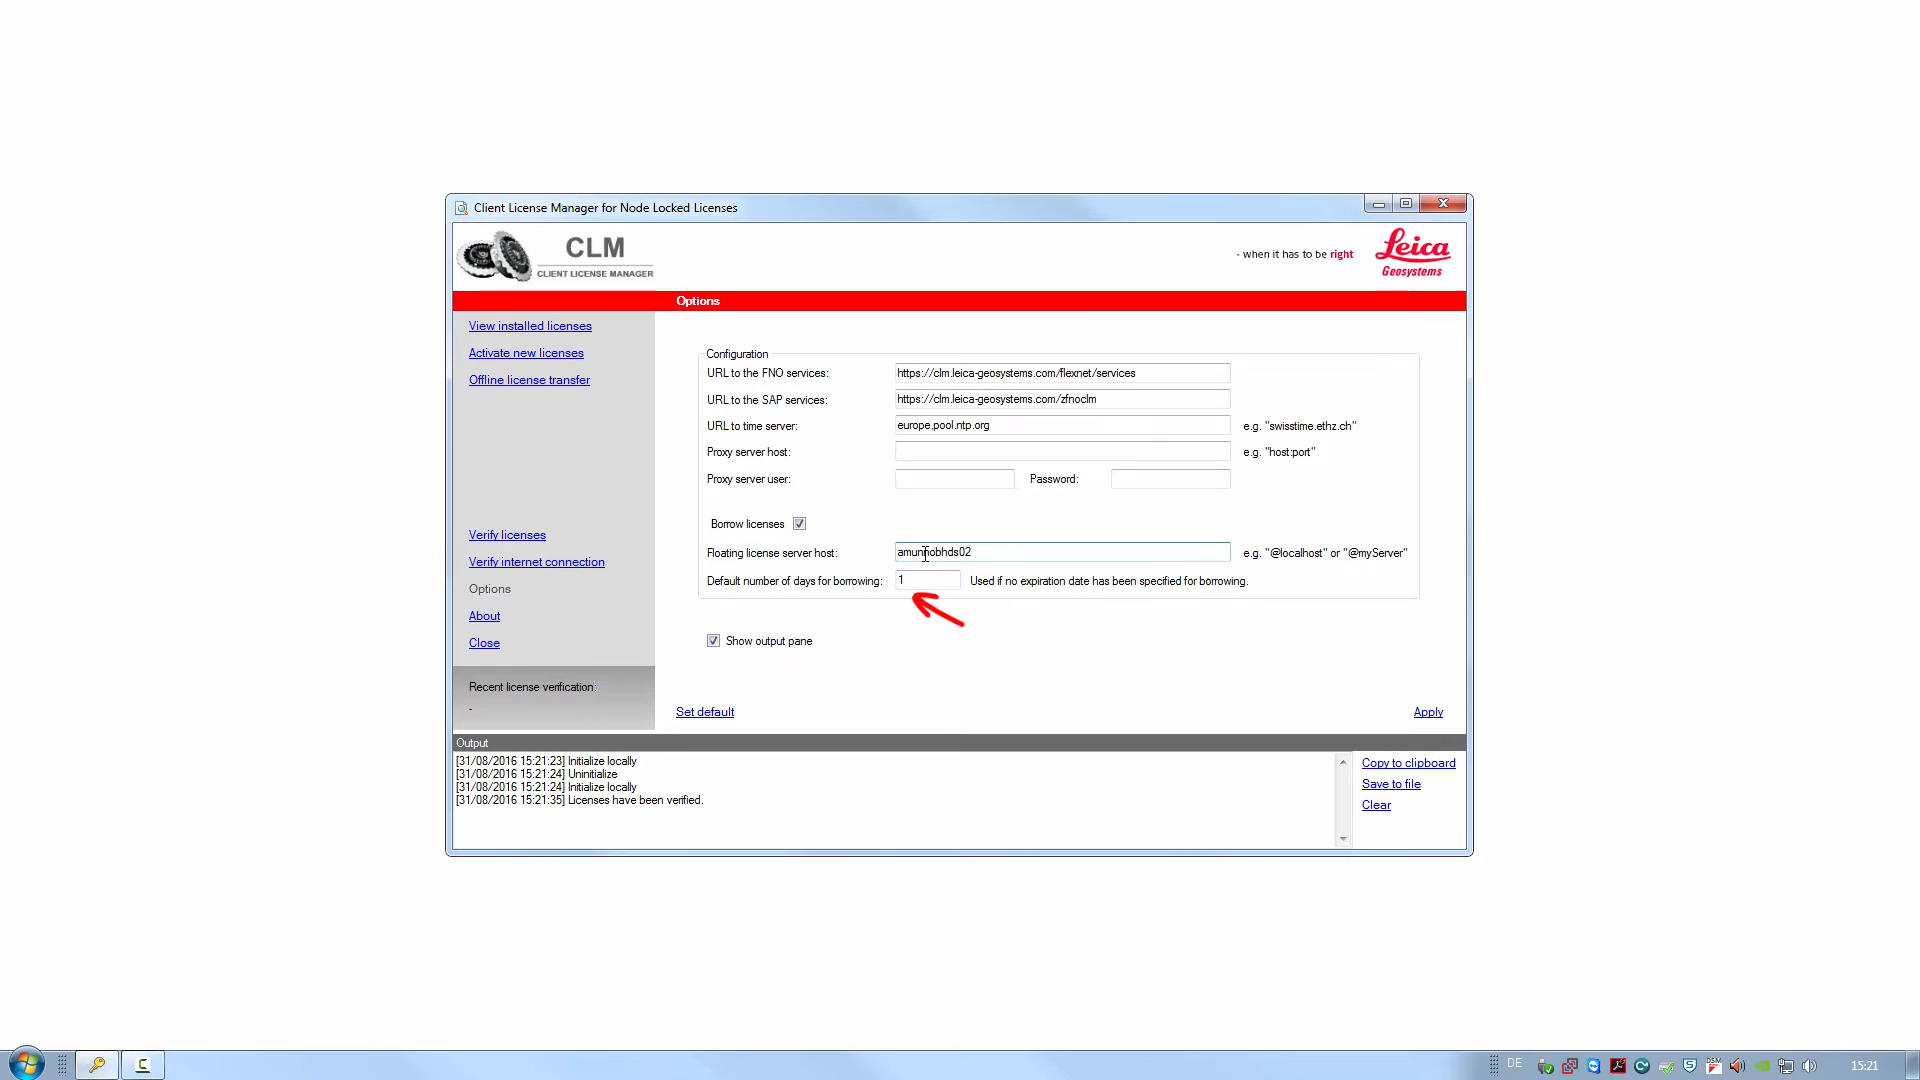 Client License Manager for Node Locked Licenses
CLM
CLIENT LICENSE MANAGER
- when it has to be right
Leica
Geosystems
Options
View installed licenses
Activate new licenses
Offline license transfer
Verify licenses
Verify internet connection
Options
About
Close
Recent license verification:
-
Configuration
URL to the FNO services: https://clm.leica-geosystems.com/flexnet/services
URL to the SAP services: https://clm.leica-geosystems.com/zfnoclm
URL to time server: europe.pool.ntp.org e.g. "swisstime.ethz.ch"
Proxy server host: e.g. "host:port"
Proxy server user: Password:
Borrow licenses
Floating license server host: e.g. "@localhost" or "@myServer"
Default number of days for borrowing: 1 Used if no expiration date has been specified for borrowing.
Show output pane
Set default Apply
Output
[31/08/2016 15:21:23] Initialize locally
[31/08/2016 15:21:24] Uninitialize
[31/08/2016 15:21:24] Initialize locally
[31/08/2016 15:21:35] Licenses have been verified.
Copy to clipboard
Save to file
Clear
DE
DSM
15:21